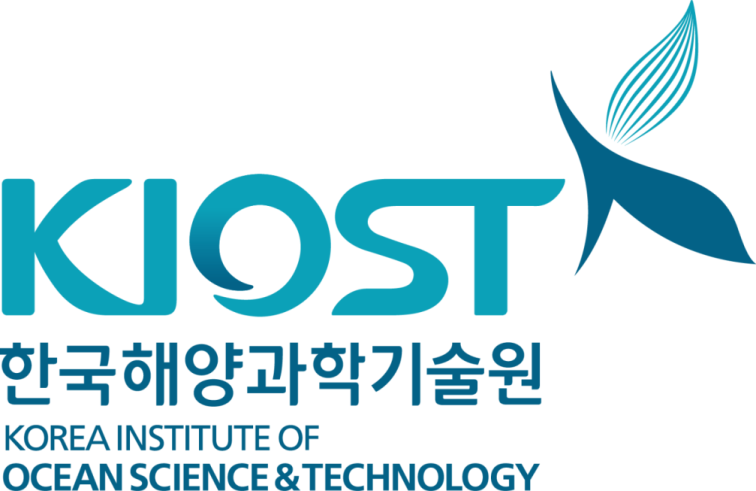 KIOST
한국해양과학기술원
KOREA INSTITUTE OF
OCEAN SCIENCE & TECHNOLOGY